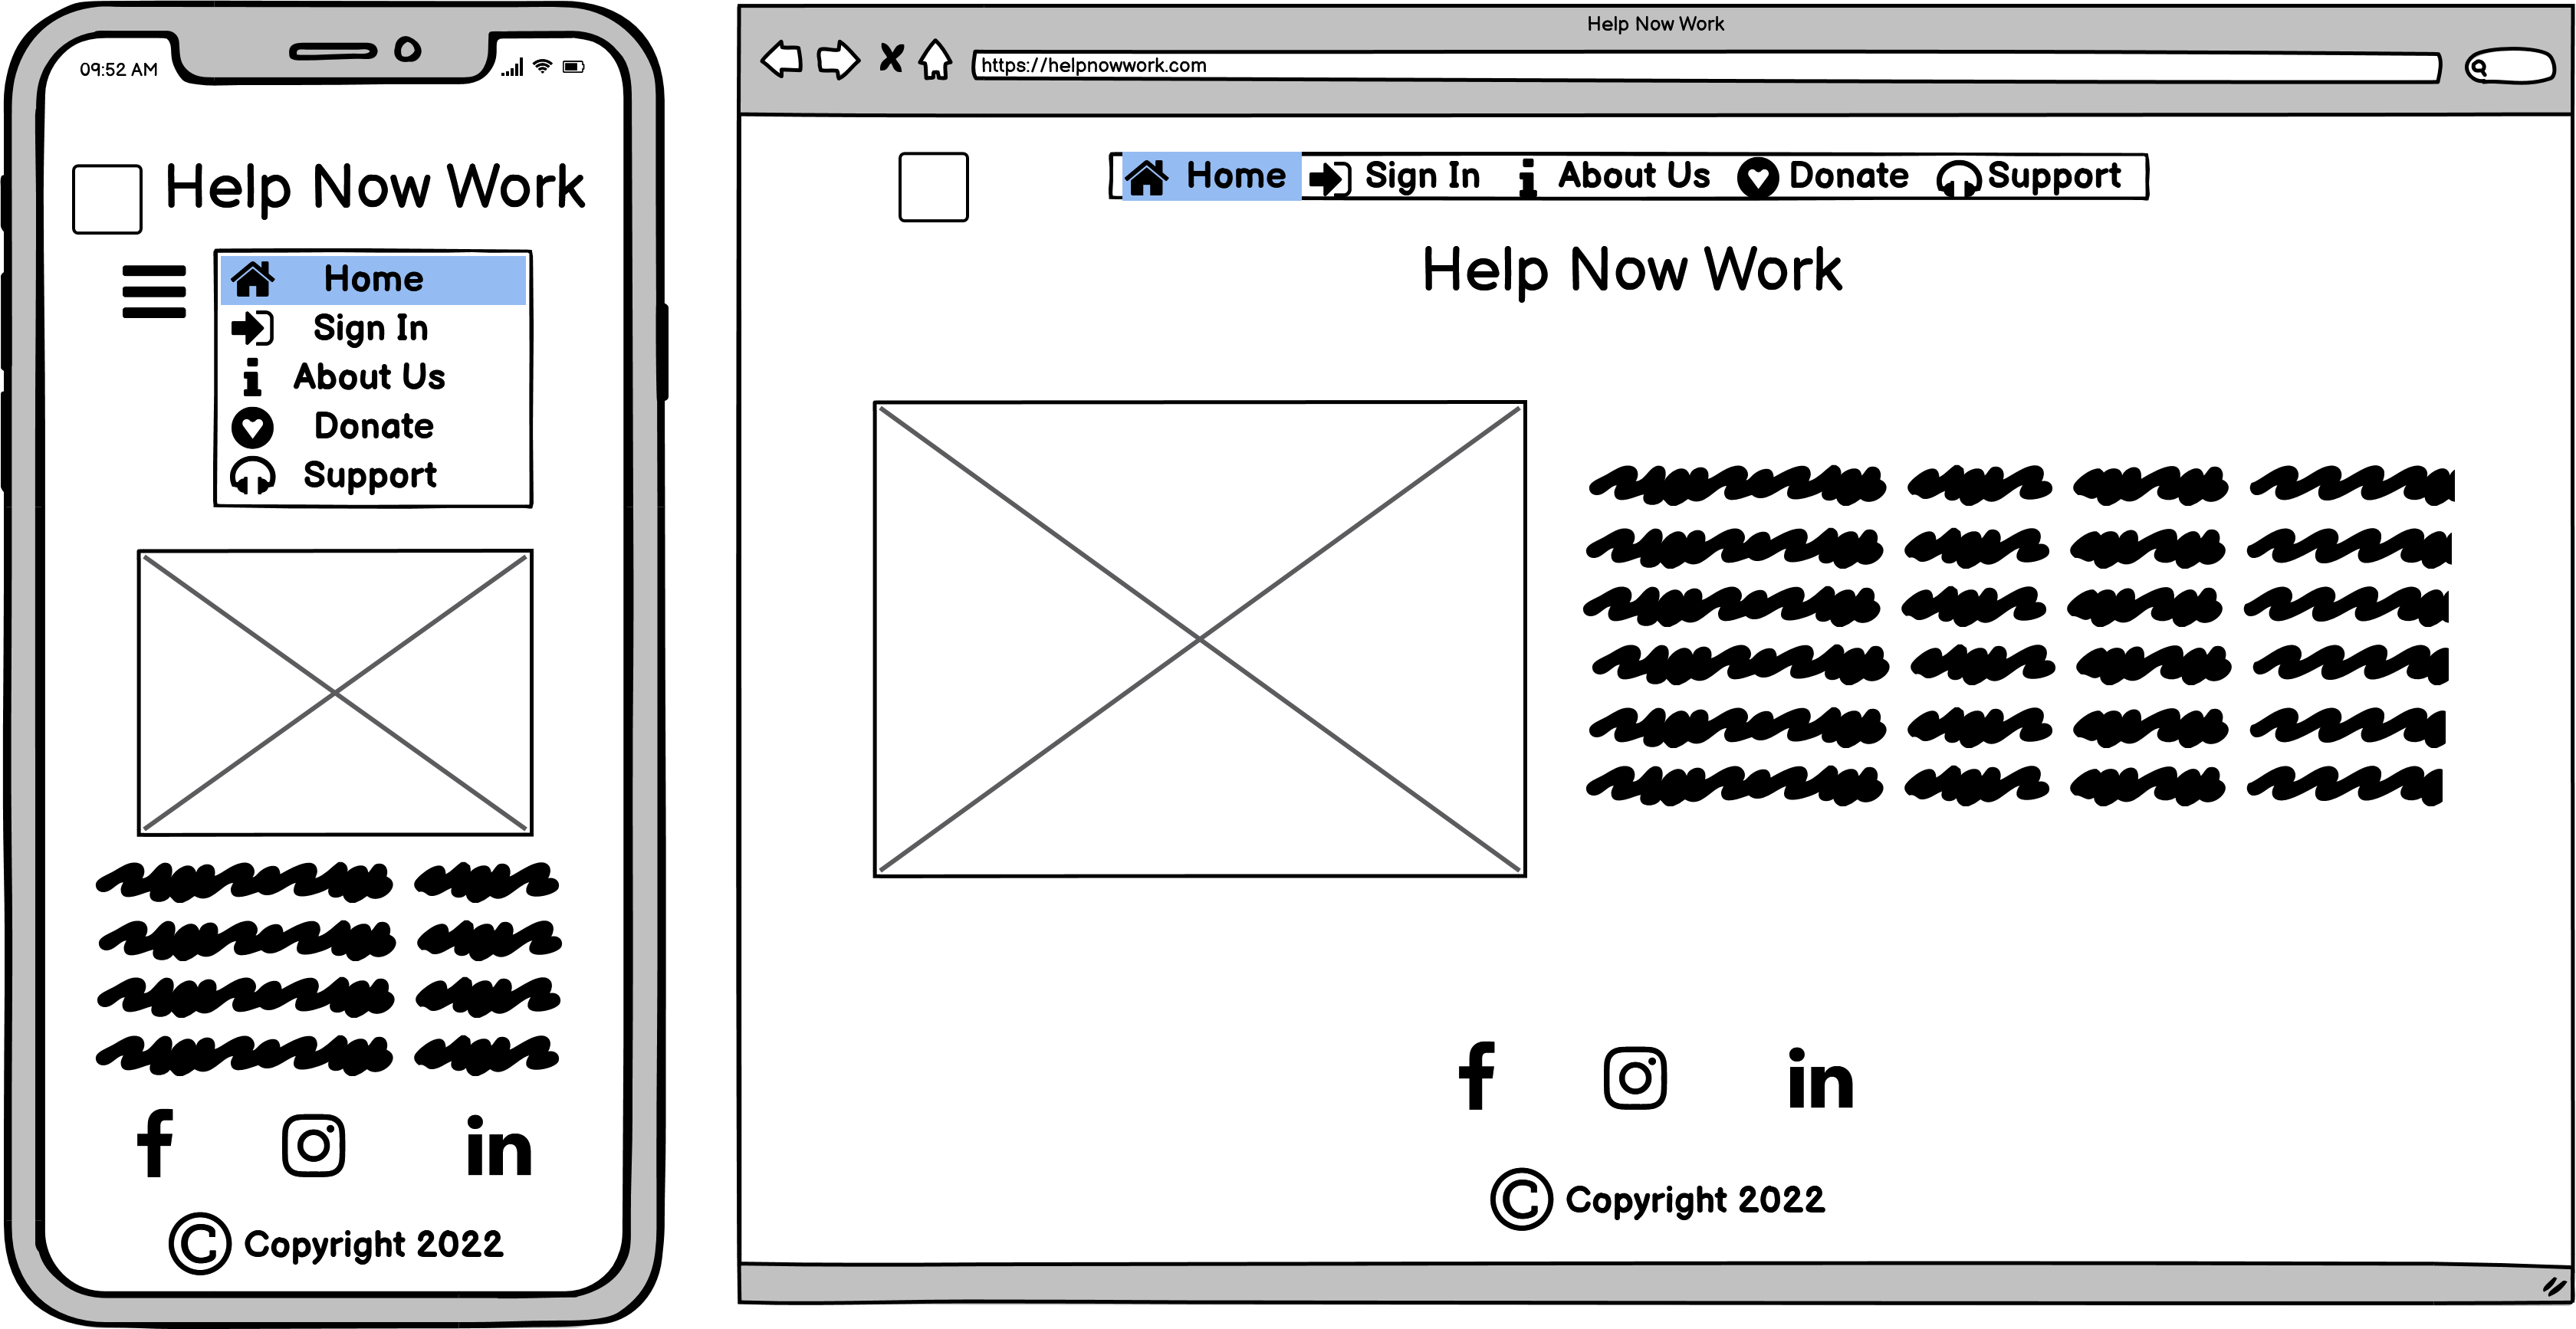 09:52 AM
Help Now Work
Home
Sign In
About Us
Donate
Support
Copyright 2022
Help Now Work
https://helpnowwork.com
Home Sign In About Us Donate Support
Help Now Work
f in
© Copyright 2022